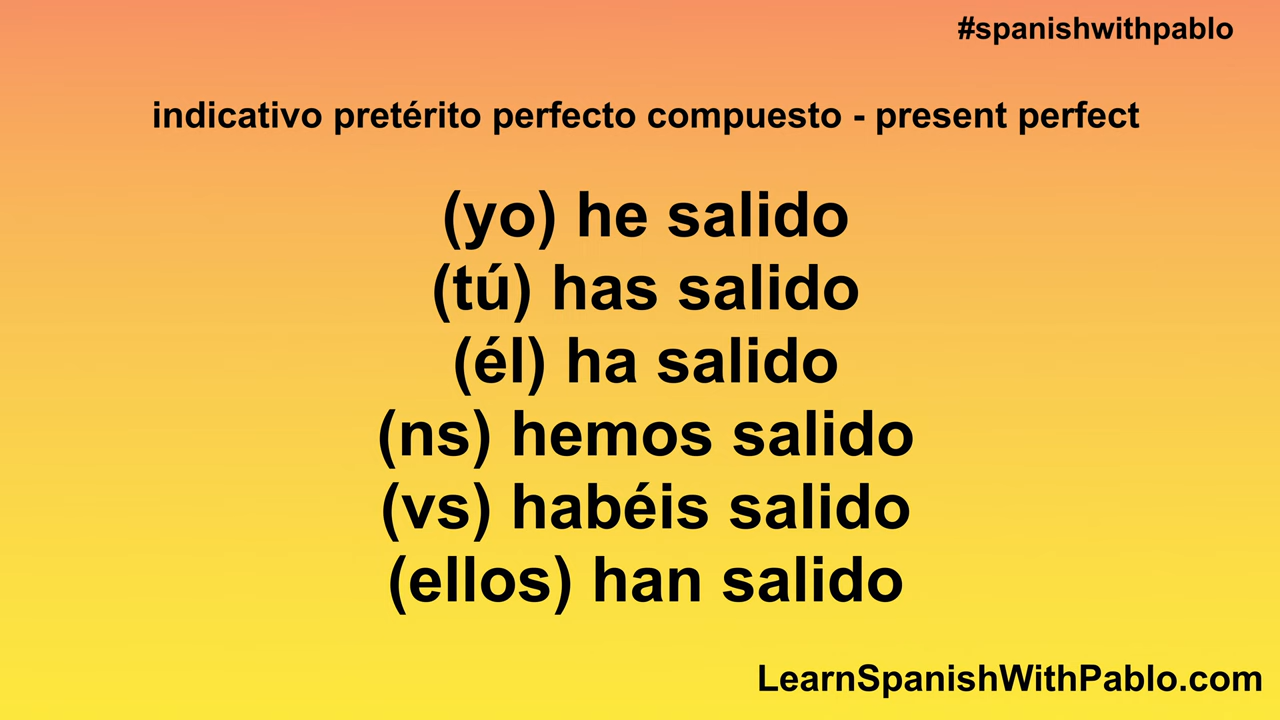 #spanishwithpablo
indicativo pretérito perfecto compuesto - present perfect
(yo) he salido
(tú) has salido
(él) ha salido
(ns) hemos salido
(vs) habéis salido
(ellos) han salido
LearnSpanishWithPablo.com